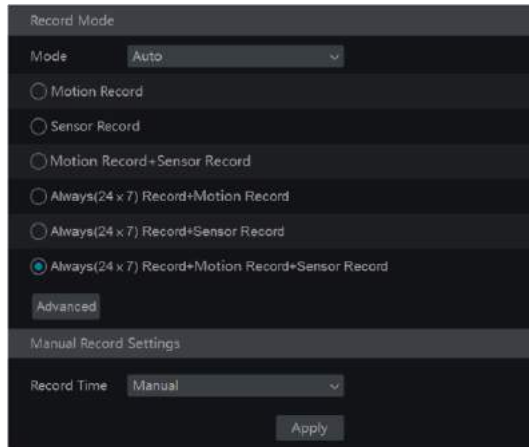 Record Mode
Mode Auto
Motion Record
Sensor Record
Motion Record+Sensor Record
Always(24 x 7) Record+Motion Record
Always(24 x 7) Record+Sensor Record
Always(24 x 7) Record+Motion Record+Sensor Record
Advanced
Manual Record Settings
Record Time Manual
Apply